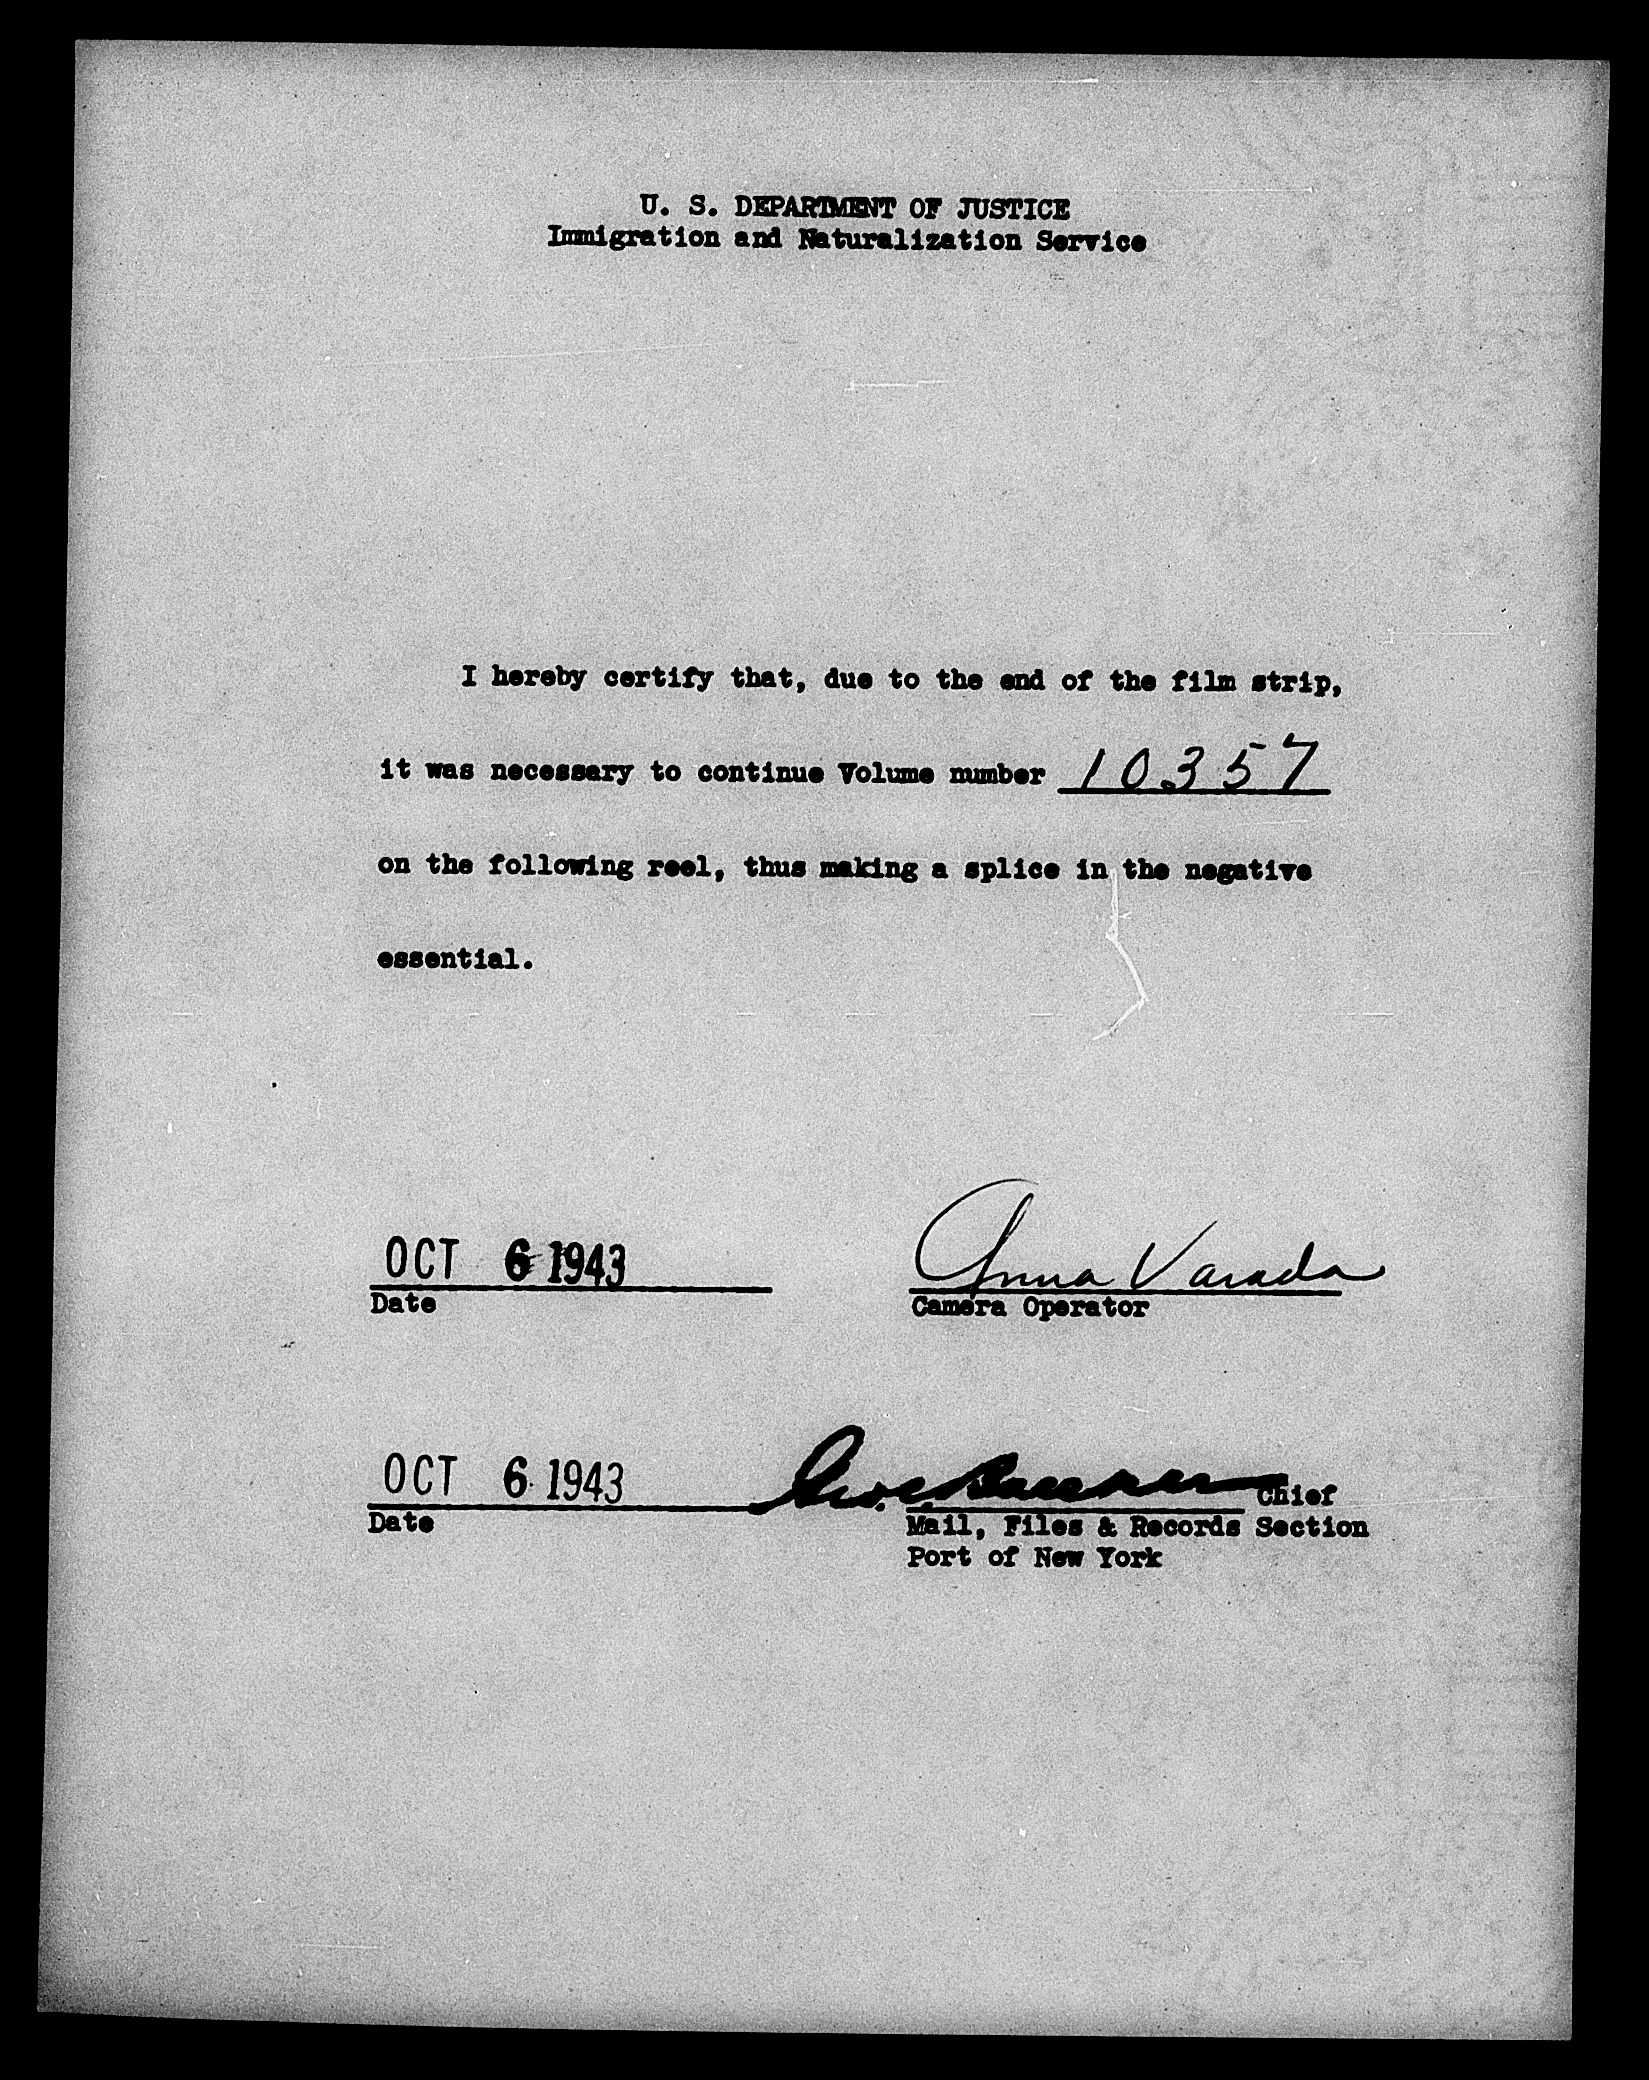 U. S. DEPARTMENT OF JUSTICE
Immigration and Naturalization Service
I hereby certify that, due to the end of the film strip,
it was necessary to continue Volume number 10357
on the following reel, thus making a splice in the negative
essential.
OCT 6 1943 Anna Varada
Date Camera Operator
OCT 6 1943 Chief
Date Mail, Files & Records Section
Port of New York